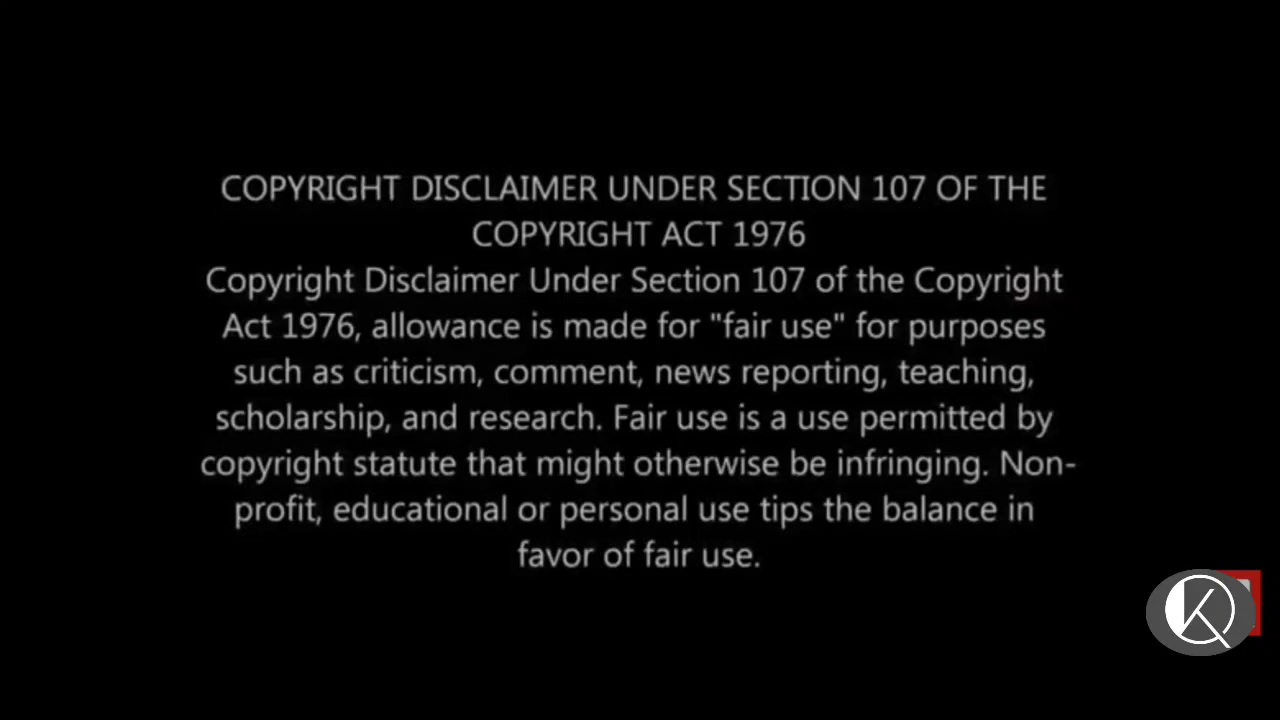 COPYRIGHT DISCLAIMER UNDER SECTION 107 OF THE
COPYRIGHT ACT 1976
Copyright Disclaimer Under Section 107 of the Copyright
Act 1976, allowance is made for "fair use" for purposes
such as criticism, comment, news reporting, teaching,
scholarship, and research. Fair use is a use permitted by
copyright statute that might otherwise be infringing. Non-
profit, educational or personal use tips the balance in
favor of fair use.